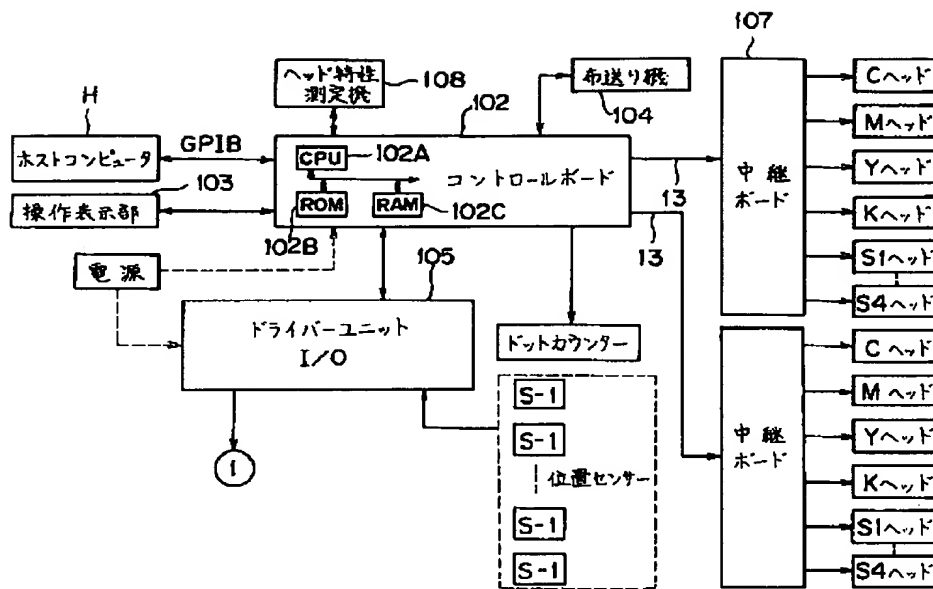 107
ヘッド特性
測定機
108
布送り機
104
Cヘッド
H
102
Mヘッド
ホストコンピュータ
GPIB
CPU
102A
コントロールボード
Yヘッド
103
操作表示部
ROM
RAM
102C
102B
13
13
中継
ボード
Kヘッド
S1ヘッド
S4ヘッド
電源
105
ドライバーユニット
I/O
ドットカウンター
Cヘッド
S-1
Mヘッド
S-1
位置センサー
中継
ボード
Yヘッド
1
Kヘッド
S-1
S1ヘッド
S-1
S4ヘッド